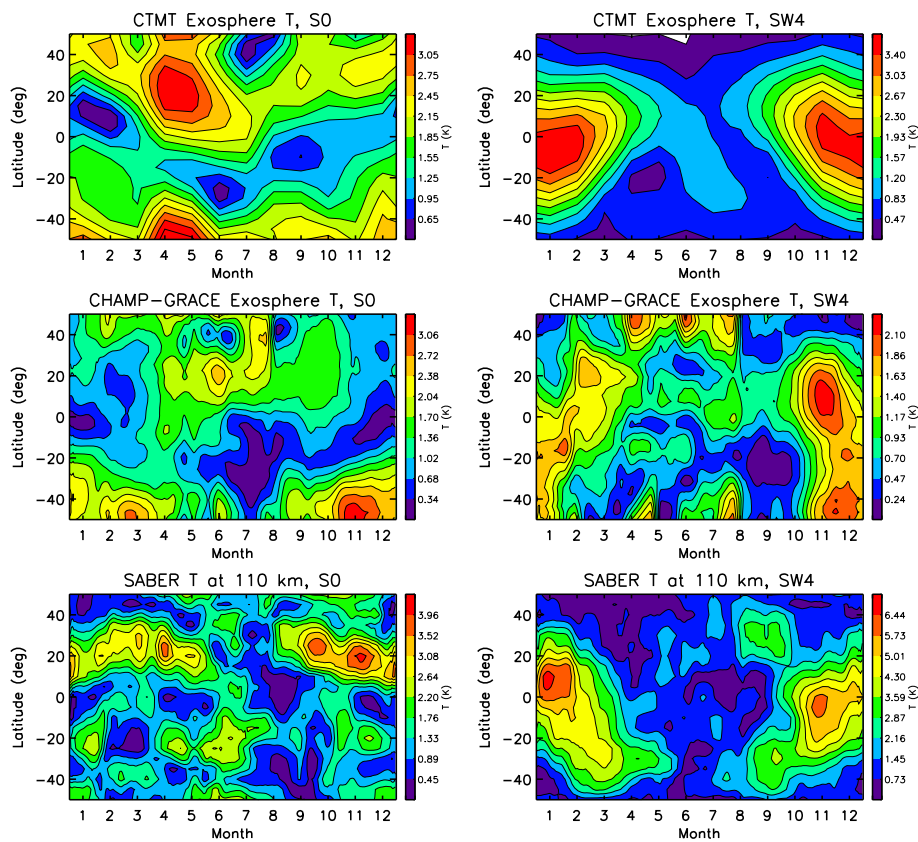 CTMT Exosphere T, S0
40
20
0
−20
−40
Latitude (deg)
1 2 3 4 5 6 7 8 9 10 11 12
Month
3.05
2.75
2.45
2.15
1.85
1.55
1.25
0.95
0.65
T (K)
CTMT Exosphere T, SW4
40
20
0
−20
−40
Latitude (deg)
1 2 3 4 5 6 7 8 9 10 11 12
Month
3.40
3.03
2.67
2.30
1.93
1.57
1.20
0.83
0.47
T (K)
CHAMP−GRACE Exosphere T, S0
40
20
0
−20
−40
Latitude (deg)
1 2 3 4 5 6 7 8 9 10 11 12
Month
3.06
2.72
2.38
2.04
1.70
1.36
1.02
0.68
0.34
T (K)
CHAMP−GRACE Exosphere T, SW4
40
20
0
−20
−40
Latitude (deg)
1 2 3 4 5 6 7 8 9 10 11 12
Month
2.10
1.86
1.63
1.40
1.17
0.93
0.70
0.47
0.24
T (K)
SABER T at 110 km, S0
40
20
0
−20
−40
Latitude (deg)
1 2 3 4 5 6 7 8 9 10 11 12
Month
3.96
3.52
3.08
2.64
2.20
1.76
1.33
0.89
0.45
T (K)
SABER T at 110 km, SW4
40
20
0
−20
−40
Latitude (deg)
1 2 3 4 5 6 7 8 9 10 11 12
Month
6.44
5.73
5.01
4.30
3.59
2.87
2.16
1.45
0.73
T (K)